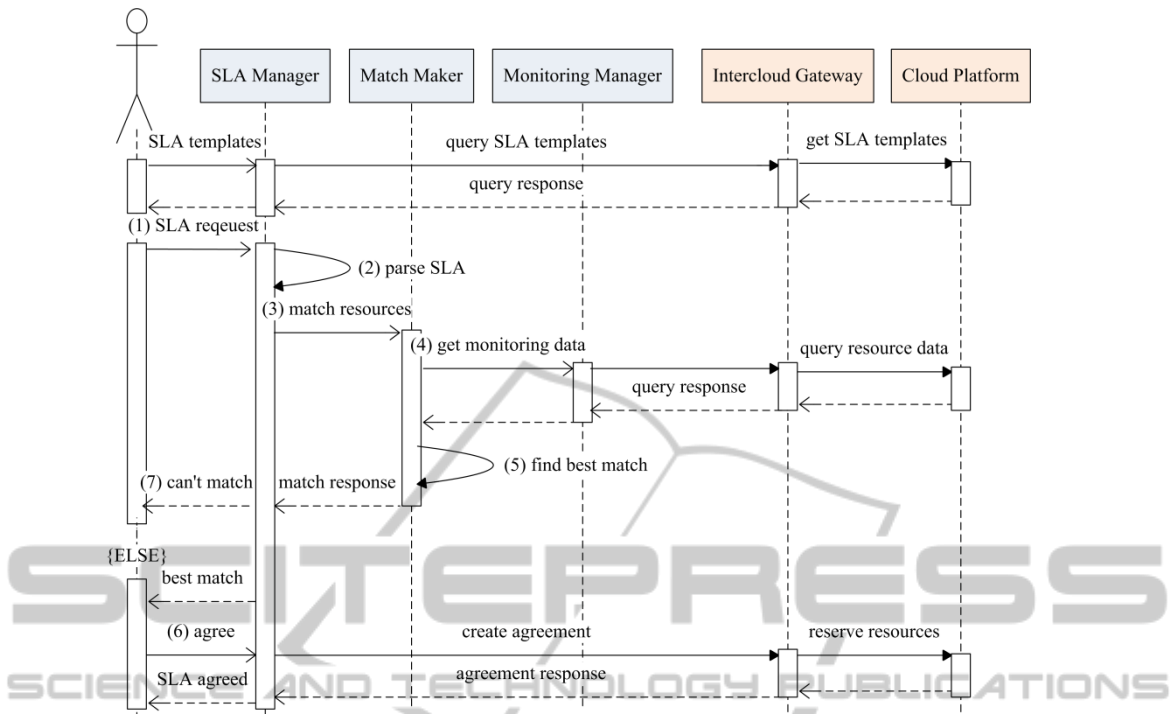 SLA Manager
Match Maker
Monitoring Manager
Intercloud Gateway
Cloud Platform
SLA templates
query SLA templates
get SLA templates
query response
(1) SLA reqeuest
(2) parse SLA
(3) match resources
(4) get monitoring data
query resource data
query response
(5) find best match
(7) can't match
match response
{ELSE}
best match
(6) agree
create agreement
reserve resources
SLA agreed
agreement response
SCITEPRESS
SCIENCE AND TECHNOLOGY PUBLICATIONS